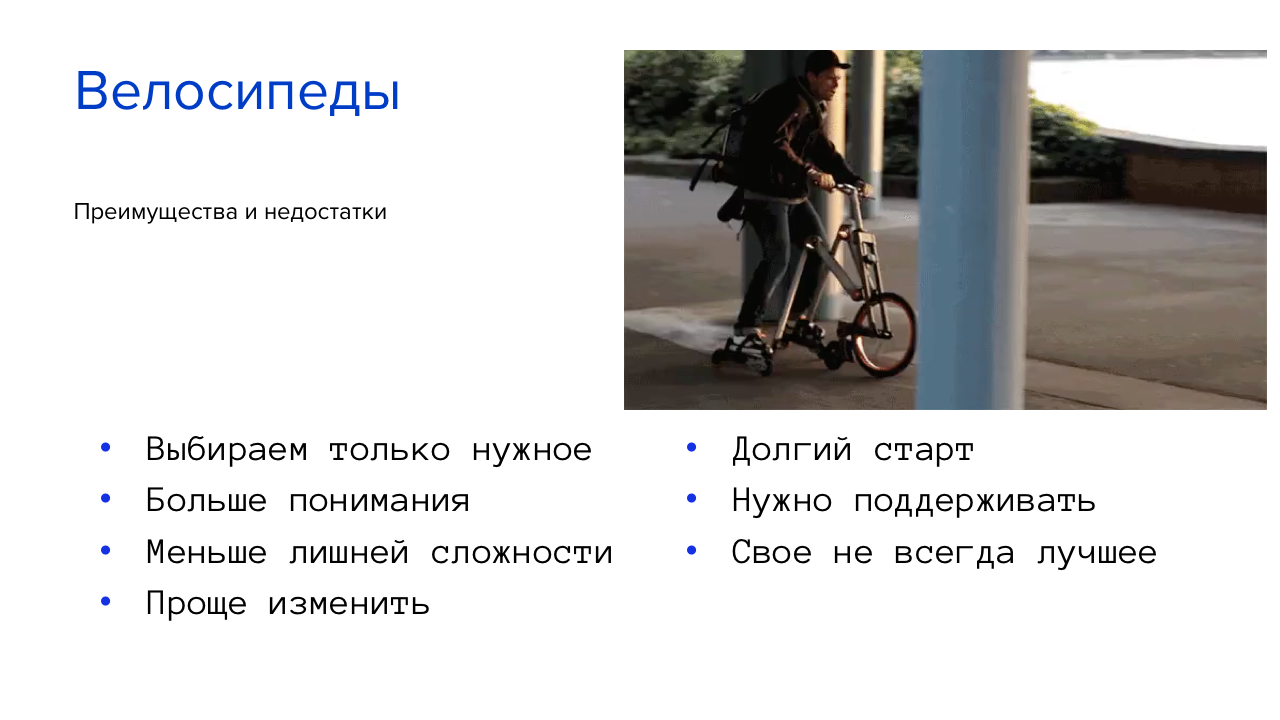 Велосипеды
Преимущества и недостатки
Выбираем только нужное
Больше понимания
Меньше лишней сложности
Проще изменить
Долгий старт
Нужно поддерживать
Свое не всегда лучшее